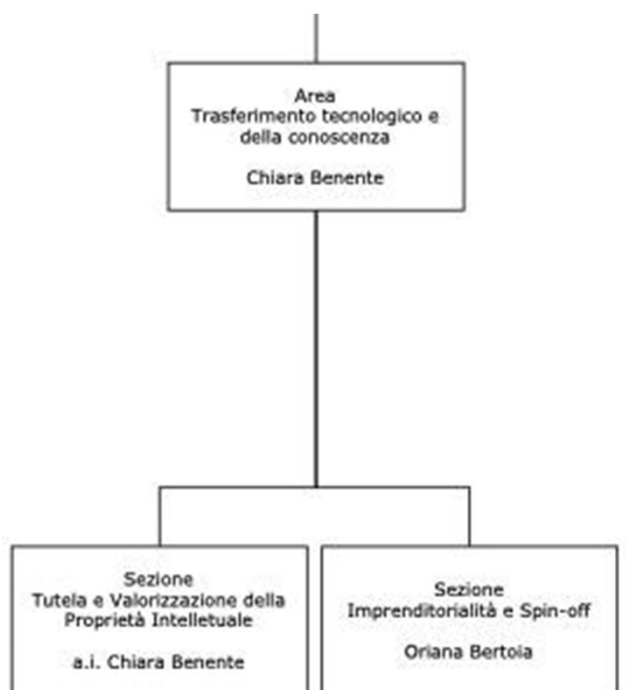 Area
Trasferimento tecnologico e
della conoscenza
Chiara Benente
Sezione
Tutela e Valorizzazione della
Proprietà Intelletuale
a.i. Chiara Benente
Sezione
Imprenditorialità e Spin-off
Oriana Bertoia